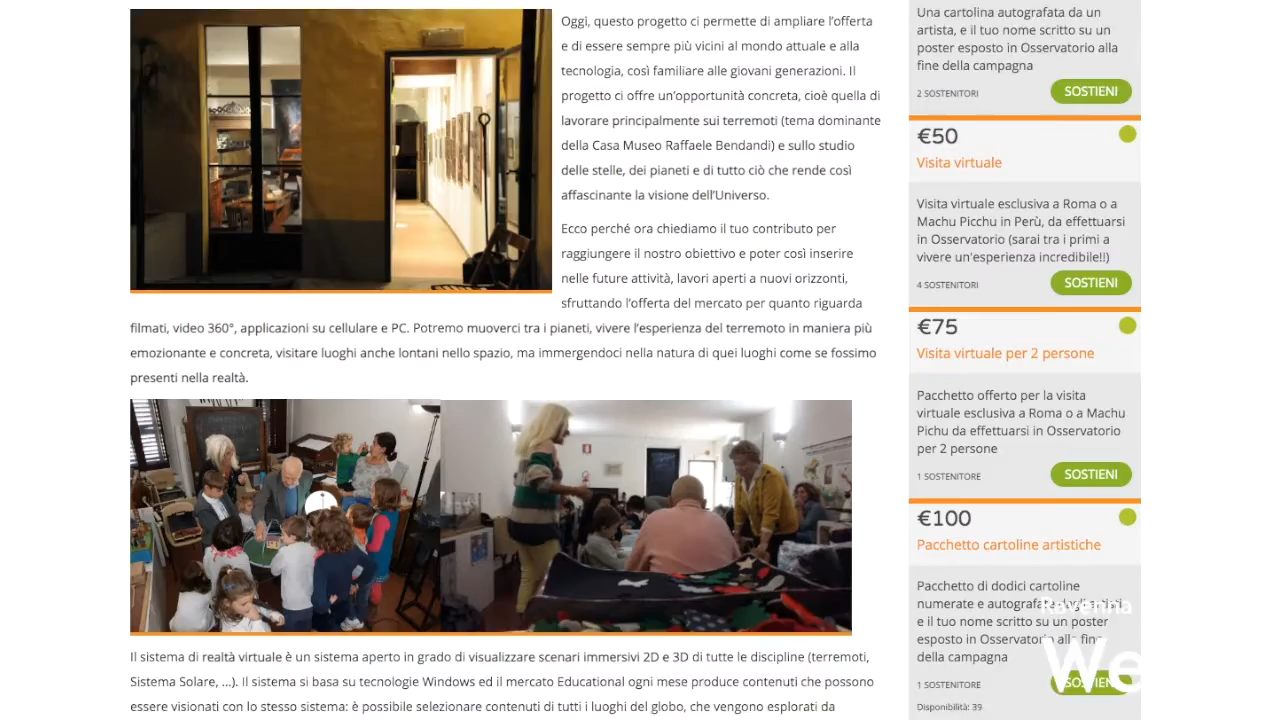 Oggi, questo progetto ci permette di ampliare l'offerta
e di essere sempre più vicini al mondo attuale e alla
tecnologia, così familiare alle giovani generazioni. Il
progetto ci offre un'opportunità concreta, cioè quella di
lavorare principalmente sui terremoti (tema dominante
della Casa Museo Raffaele Bendandi) e sullo studio
delle stelle, dei pianeti e di tutto ciò che rende così
affascinante la visione dell'Universo.
Ecco perché ora chiediamo il tuo contributo per
raggiungere il nostro obiettivo e poter così inserire
nelle future attività, lavori aperti a nuovi orizzonti,
sfruttando l'offerta del mercato per quanto riguarda
filmati, video 360°, applicazioni su cellulare e PC. Potremo muoverci tra i pianeti, vivere l'esperienza del terremoto in maniera più
emozionante e concreta, visitare luoghi anche lontani nello spazio, ma immergendoci nella natura di quei luoghi come se fossimo
presenti nella realtà.
Il sistema di realtà virtuale è un sistema aperto in grado di visualizzare scenari immersivi 2D e 3D di tutte le discipline (terremoti,
Sistema Solare, ...). Il sistema si basa su tecnologie Windows ed il mercato Educational ogni mese produce contenuti che possono
essere visionati con lo stesso sistema: è possibile selezionare contenuti di tutti i luoghi del globo, che vengono esplorati da
Una cartolina autografata da un
artista, e il tuo nome scritto su un
poster esposto in Osservatorio alla
fine della campagna
2 SOSTENITORI
SOSTIENI
€50
Visita virtuale
Visita virtuale esclusiva a Roma o a
Machu Picchu in Perù, da effettuarsi
in Osservatorio (sarai tra i primi a
vivere un'esperienza incredibile!!)
4 SOSTENITORI
SOSTIENI
€75
Visita virtuale per 2 persone
Pacchetto offerto per la visita
virtuale esclusiva a Roma o a Machu
Pichu da effettuarsi in Osservatorio
per 2 persone
1 SOSTENITORE
SOSTIENI
€100
Pacchetto cartoline artistiche
Pacchetto di dodici cartoline
numerate e autografate dagli artisti
e il tuo nome scritto su un poster
esposto in Osservatorio alla fine
della campagna
1 SOSTENITORE
SOSTIENI
Disponibilità: 39
Ravenna
We